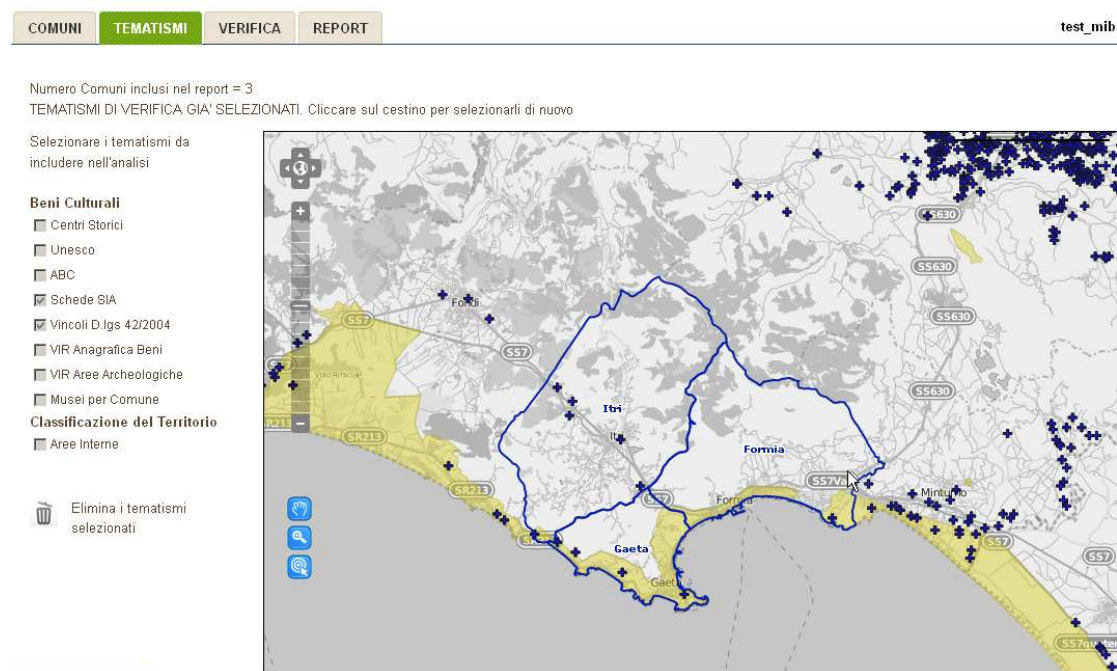 COMUNI TEMATISMI VERIFICA REPORT test_mib
Numero Comuni inclusi nel report = 3
TEMATISMI DI VERIFICA GIA' SELEZIONATI. Cliccare sul cestino per selezionarli di nuovo
Selezionare i tematismi da
includere nell'analisi
Beni Culturali
Centri Storici
Unesco
ABC
Schede SIA
Vincoli D.lgs 42/2004
VIR Anagrafica Beni
VIR Aree Archeologiche
Musei per Comune
Classificazione del Territorio
Aree Interne
Elimina i tematismi
selezionati
SS630
SS630
Fondi
SS7
SS630
SS7
SS630
Itri
SR213
SR213
Formia
SS7Va
SR213
SS7
Minturno
SS7
Gaeta
SS7
Gaeta